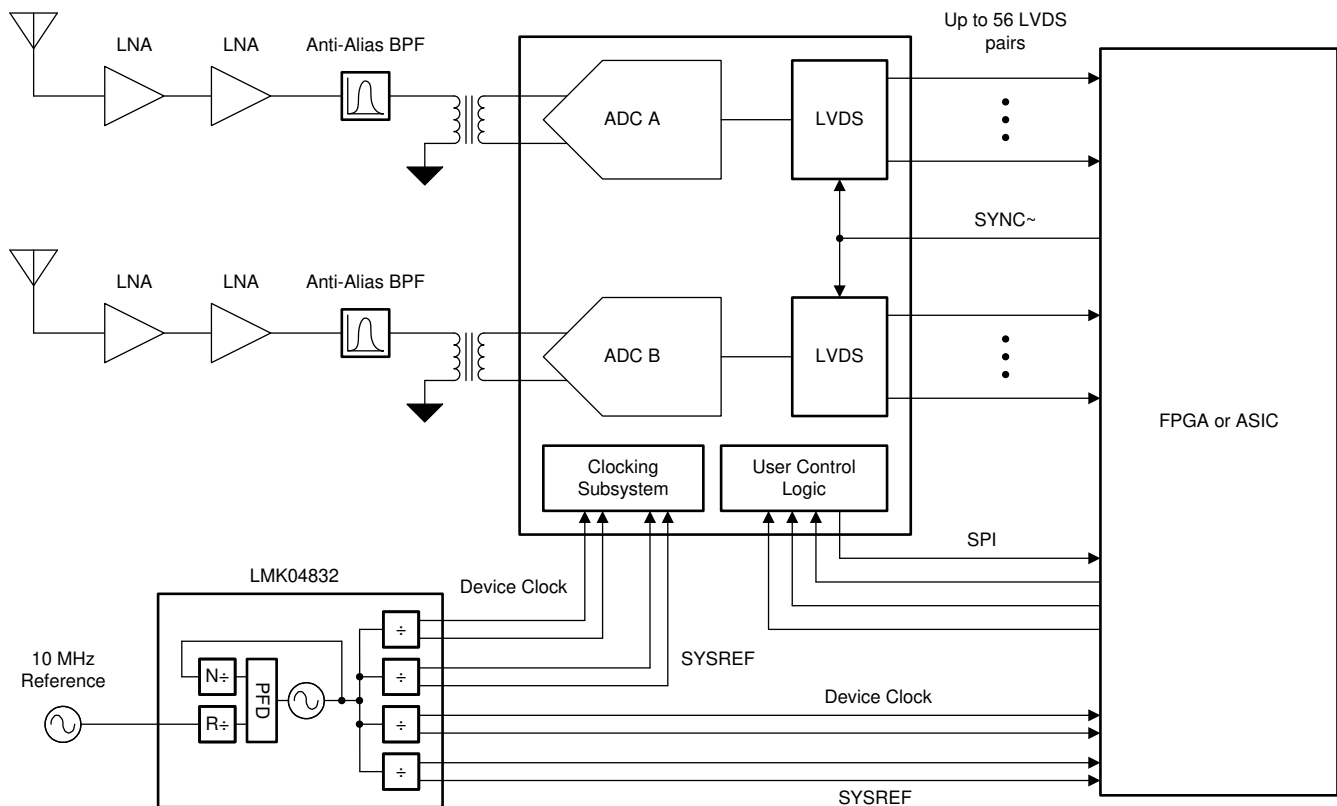 Up to 56 LVDS
pairs
LNA
LNA
Anti-Alias BPF
ADC A
LVDS
SYNC~
LNA
LNA
Anti-Alias BPF
ADC B
LVDS
FPGA or ASIC
Clocking
Subsystem
User Control
Logic
SPI
LMK04832
Device Clock
10 MHz
Reference
N÷
R÷
PFD
÷
÷
÷
÷
SYSREF
Device Clock
SYSREF